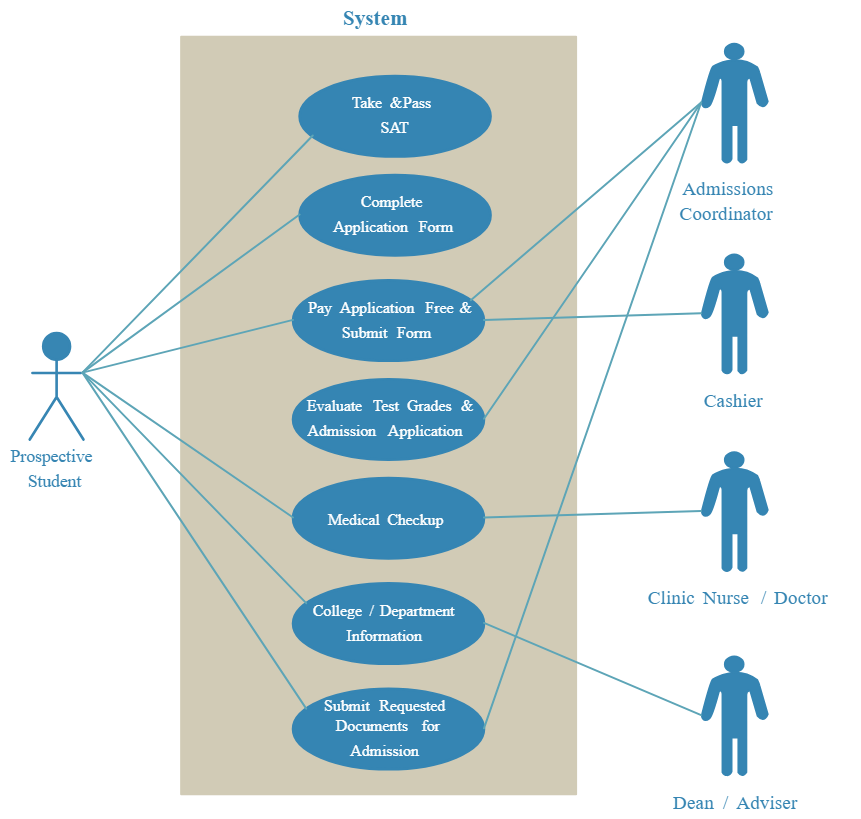 System
Take &Pass
SAT
Complete
Application Form
Pay Application Free &
Submit Form
Evaluate Test Grades &
Admission Application
Medical Checkup
College / Department
Information
Submit Requested
Documents for
Admission
Prospective
Student
Admissions
Coordinator
Cashier
Clinic Nurse / Doctor
Dean / Adviser